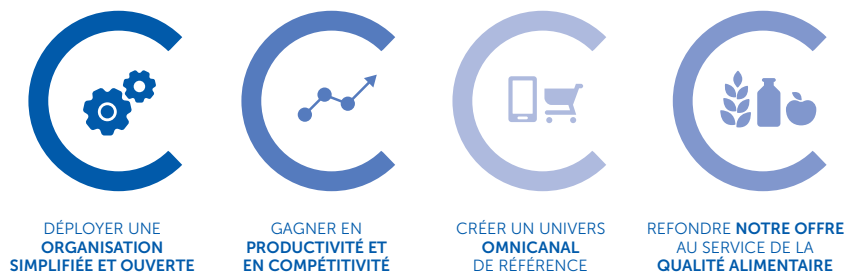 DÉPLOYER UNE
ORGANISATION
SIMPLIFIÉE ET OUVERTE
GAGNER EN
PRODUCTIVITÉ ET
EN COMPÉTITIVITÉ
CRÉER UN UNIVERS
OMNICANAL
DE RÉFÉRENCE
REFONDRE NOTRE OFFRE
AU SERVICE DE LA
QUALITÉ ALIMENTAIRE